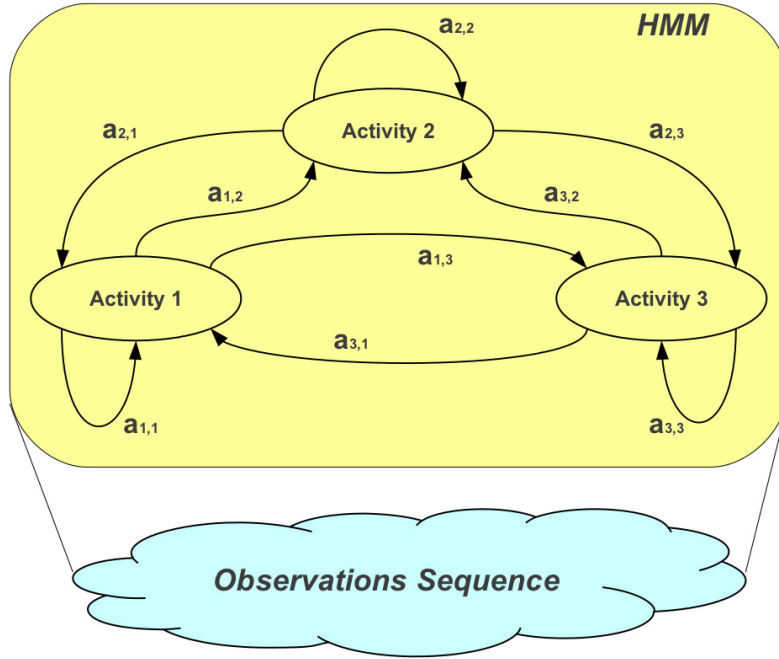 HMM
a2,2
a2,1
Activity 2
a2,3
a1,2
a3,2
a1,3
Activity 1
Activity 3
a3,1
a1,1
a3,3
Observations Sequence